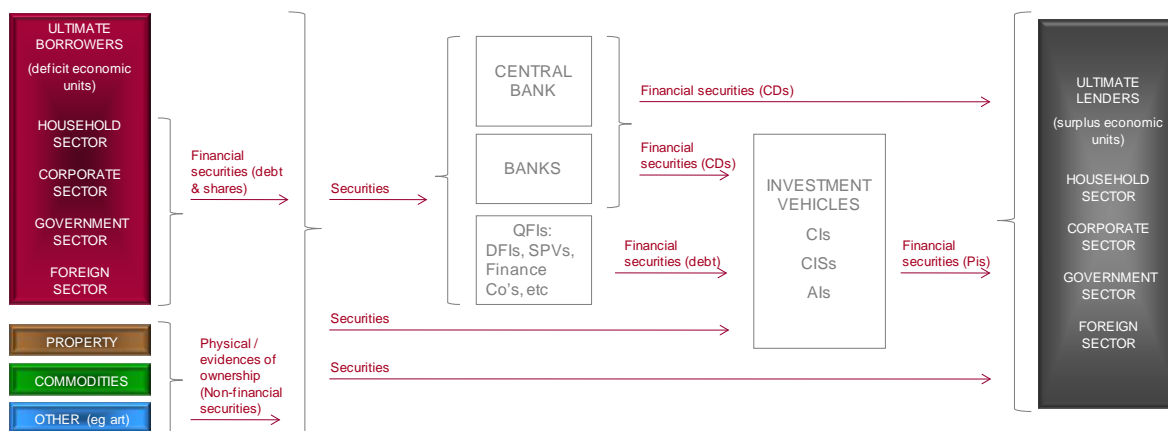 ULTIMATE
BORROWERS
(deficit economic
units)
HOUSEHOLD
SECTOR
CORPORATE
SECTOR
GOVERNMENT
SECTOR
FOREIGN
SECTOR
PROPERTY
COMMODITIES
OTHER (eg art)
Financial
securities (debt
& shares)
Physical /
evidences of
ownership
(Non-financial
securities)
Securities
CENTRAL
BANK
BANKS
QFIs:
DFIs, SPVs,
Finance
Co's, etc
Financial securities (CDs)
Financial
securities (CDs)
Financial
securities (debt)
INVESTMENT
VEHICLES
CIs
CISs
AIs
Financial
securities (Pis)
Securities
Securities
ULTIMATE
LENDERS
(surplus economic
units)
HOUSEHOLD
SECTOR
CORPORATE
SECTOR
GOVERNMENT
SECTOR
FOREIGN
SECTOR